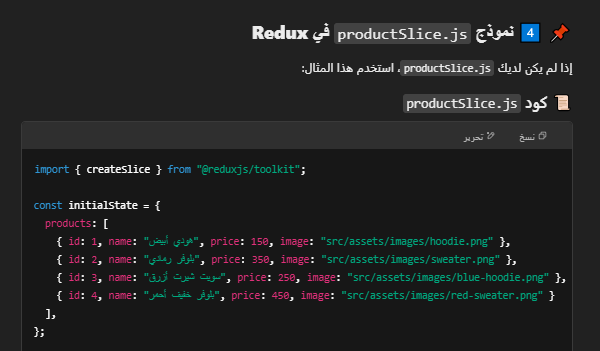 📌 4️⃣ نموذج productSlice.js في Redux
إذا لم يكن لديك productSlice.js، استخدم هذا المثال:
📜 كود productSlice.js
نسخ تحرير
import { createSlice } from "@reduxjs/toolkit";
const initialState = {
products: [
{ id: 1, name: "هودي أبيض", price: 150, image: "src/assets/images/hoodie.png" },
{ id: 2, name: "بلوفر رمادي", price: 350, image: "src/assets/images/sweater.png" },
{ id: 3, name: "سويت شيرت أزرق", price: 250, image: "src/assets/images/blue-hoodie.png" },
{ id: 4, name: "بلوفر خفيف أحمر", price: 450, image: "src/assets/images/red-sweater.png" }
],
};